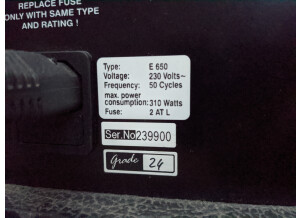 REPLACE FUSE
ONLY WITH SAME TYPE
AND RATING !
Type: E 650
Voltage: 230 Volts~
Frequency: 50 Cycles
max. power
consumption: 310 Watts
Fuse: 2 AT L
Ser.No 239900
Grade 24